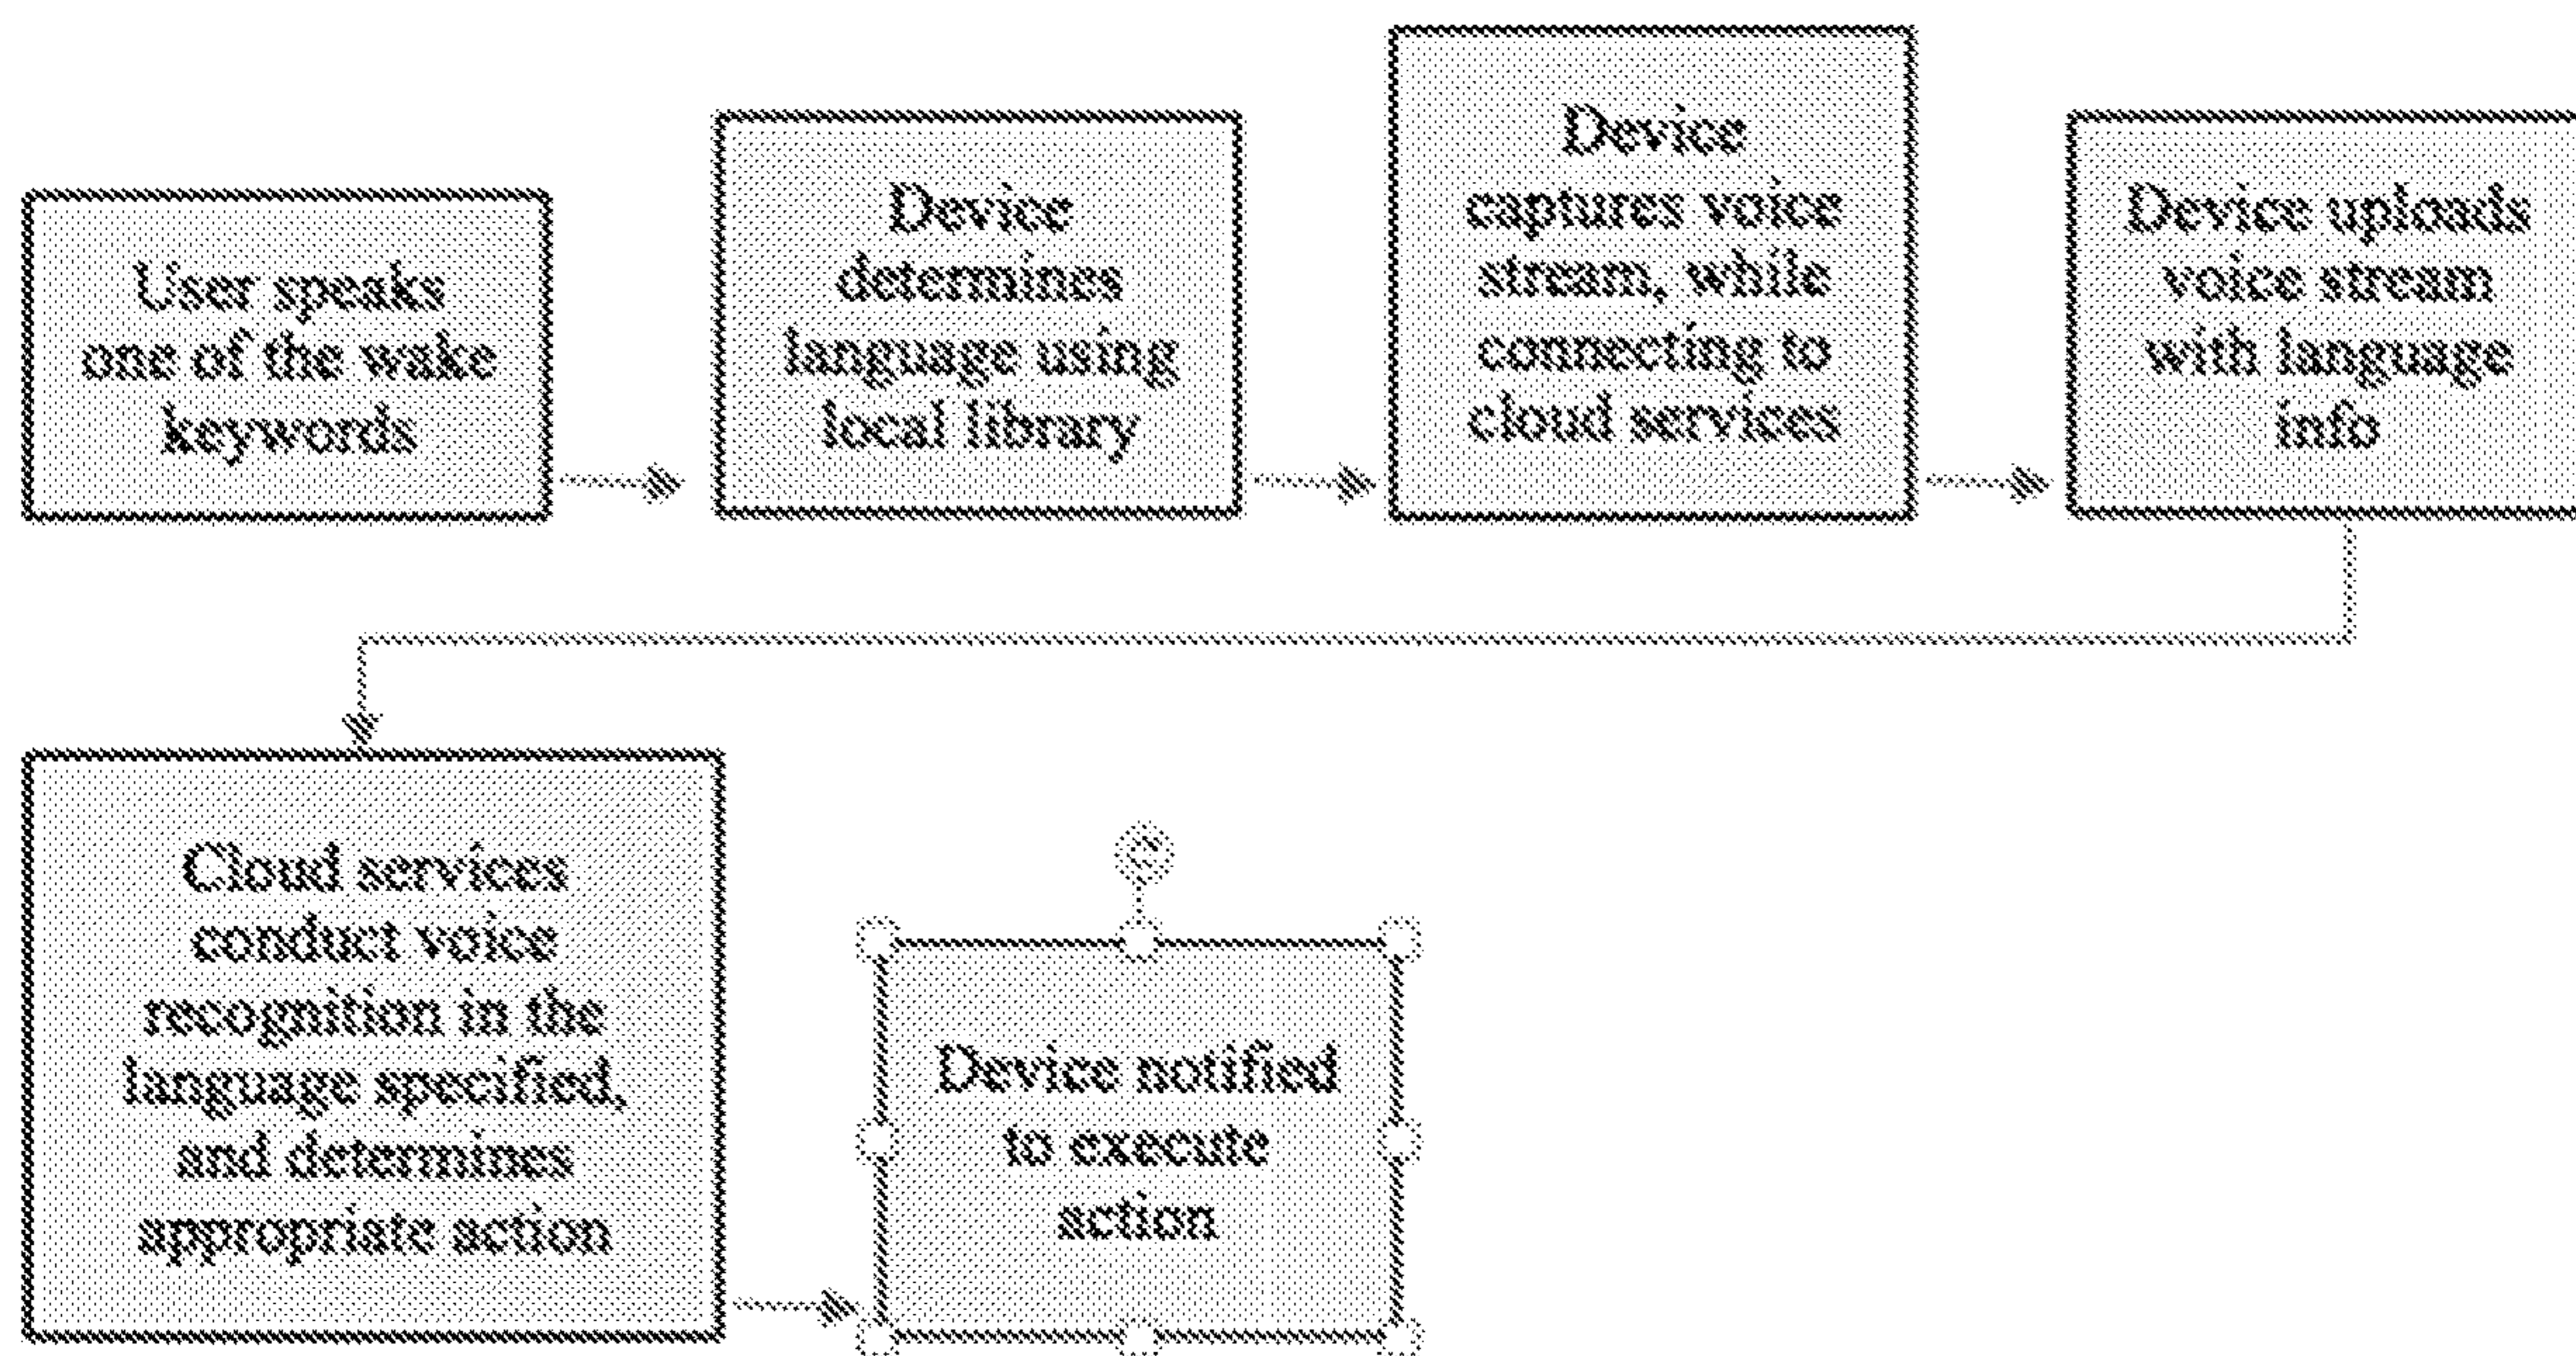 User speaks
one of the wake
keywords
Device
determines
language using
local library
Device
captures voice
stream, while
connecting to
cloud services
Device uploads
voice stream
with language
info
Cloud services
conduct voice
recognition in the
language specified,
and determines
appropriate action
Device notified
to execute
action